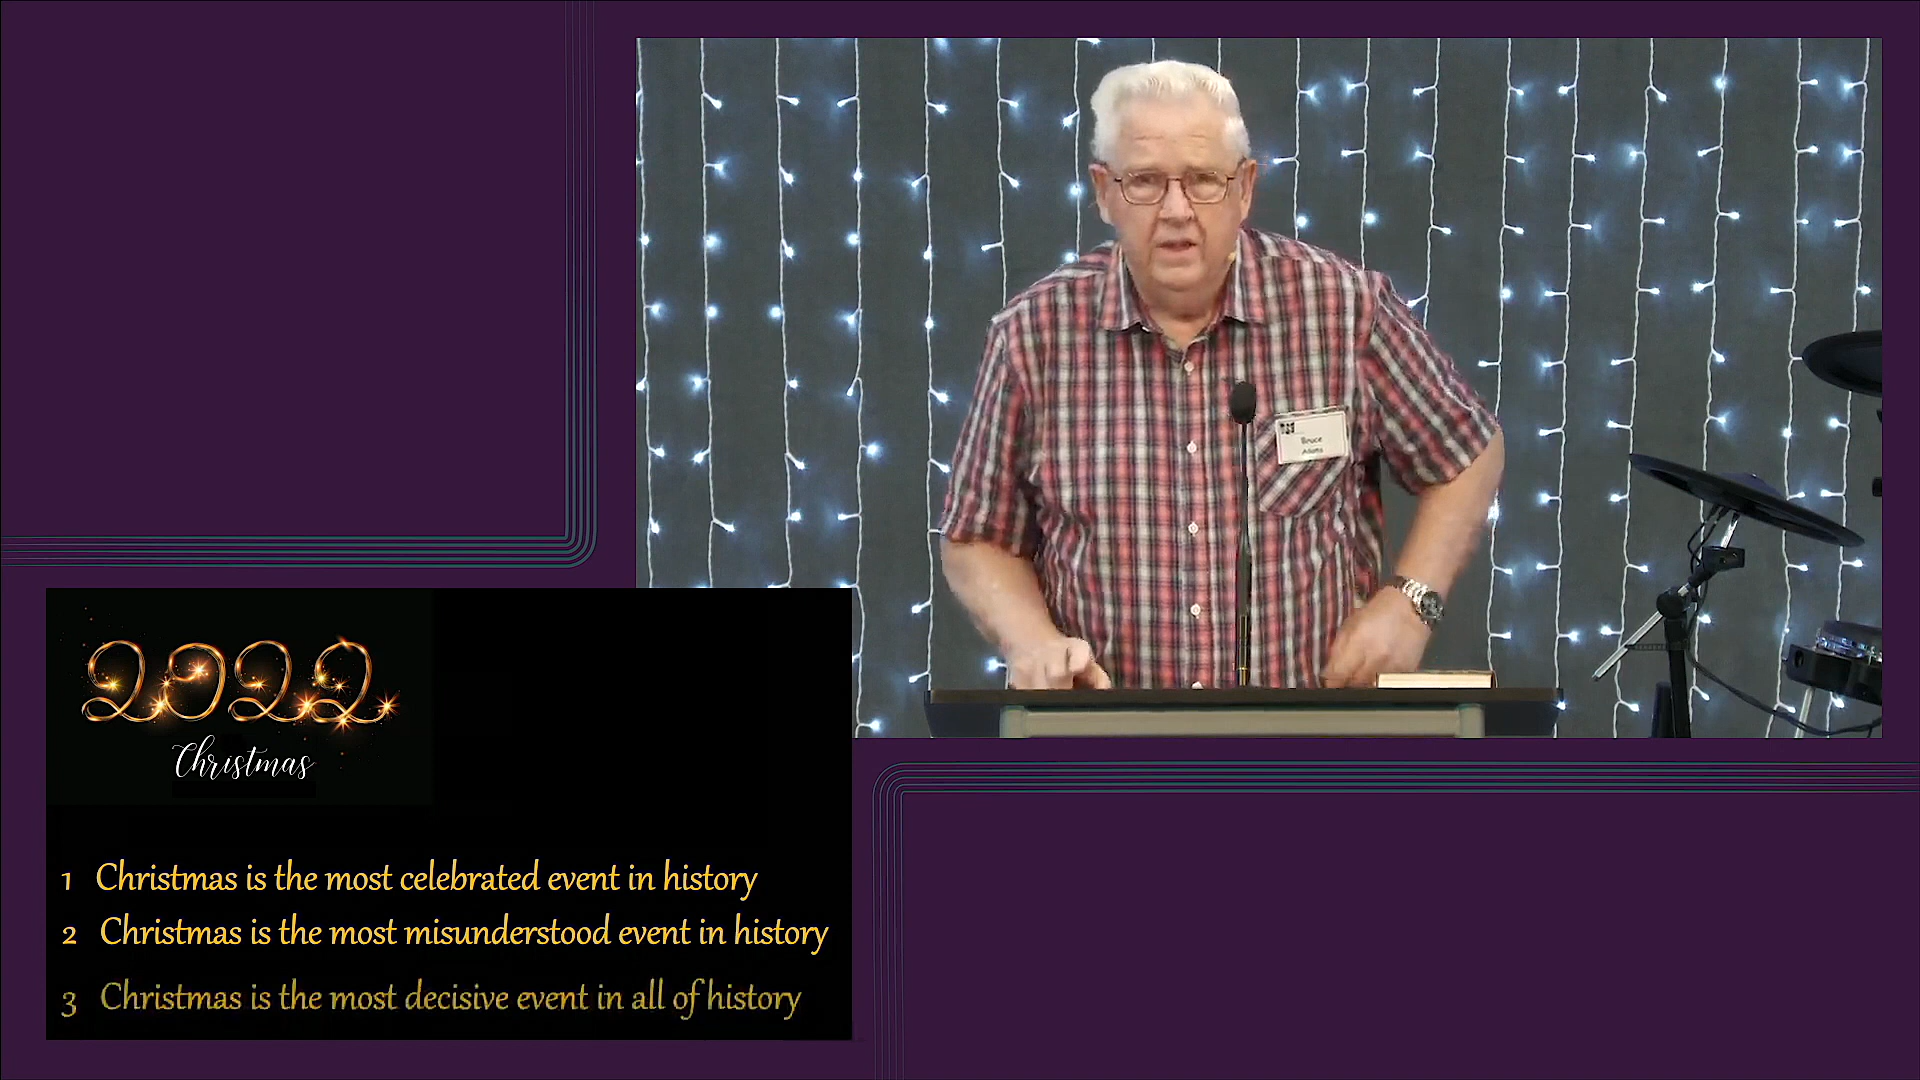 Bruce
2022
Christmas
1 Christmas is the most celebrated event in history
2 Christmas is the most misunderstood event in history
3 Christmas is the most decisive event in all of history